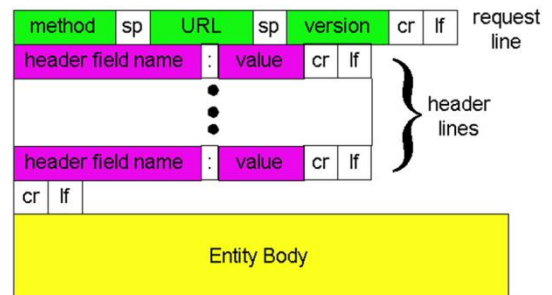 method sp URL sp version cr lf request line
header field name : value cr lf
header lines
header field name : value cr lf
cr lf
Entity Body